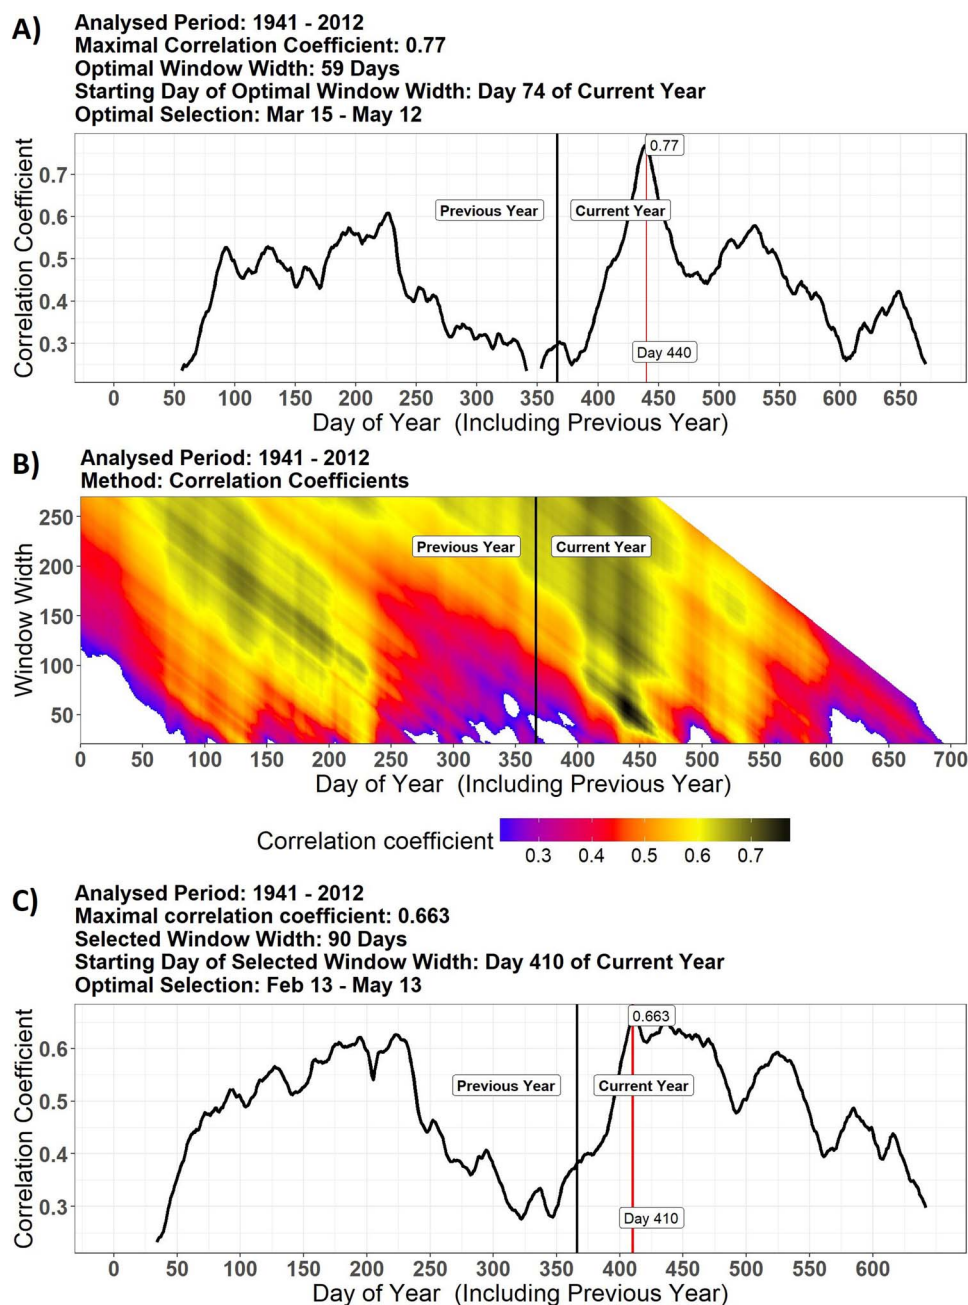 A)
Analysed Period: 1941 - 2012
Maximal Correlation Coefficient: 0.77
Optimal Window Width: 59 Days
Starting Day of Optimal Window Width: Day 74 of Current Year
Optimal Selection: Mar 15 - May 12
Correlation Coefficient
0.7
0.6
0.5
0.4
0.3
0.77
Previous Year
Current Year
Day 440
0 50 100 150 200 250 300 350 400 450 500 550 600 650
Day of Year (Including Previous Year)
B)
Analysed Period: 1941 - 2012
Method: Correlation Coefficients
Window Width
250
200
150
100
50
Previous Year
Current Year
0 50 100 150 200 250 300 350 400 450 500 550 600 650 700
Day of Year (Including Previous Year)
Correlation coefficient
0.3 0.4 0.5 0.6 0.7
C)
Analysed Period: 1941 - 2012
Maximal correlation coefficient: 0.663
Selected Window Width: 90 Days
Starting Day of Selected Window Width: Day 410 of Current Year
Optimal Selection: Feb 13 - May 13
Correlation Coefficient
0.6
0.5
0.4
0.3
0.663
Previous Year
Current Year
Day 410
0 50 100 150 200 250 300 350 400 450 500 550 600
Day of Year (Including Previous Year)